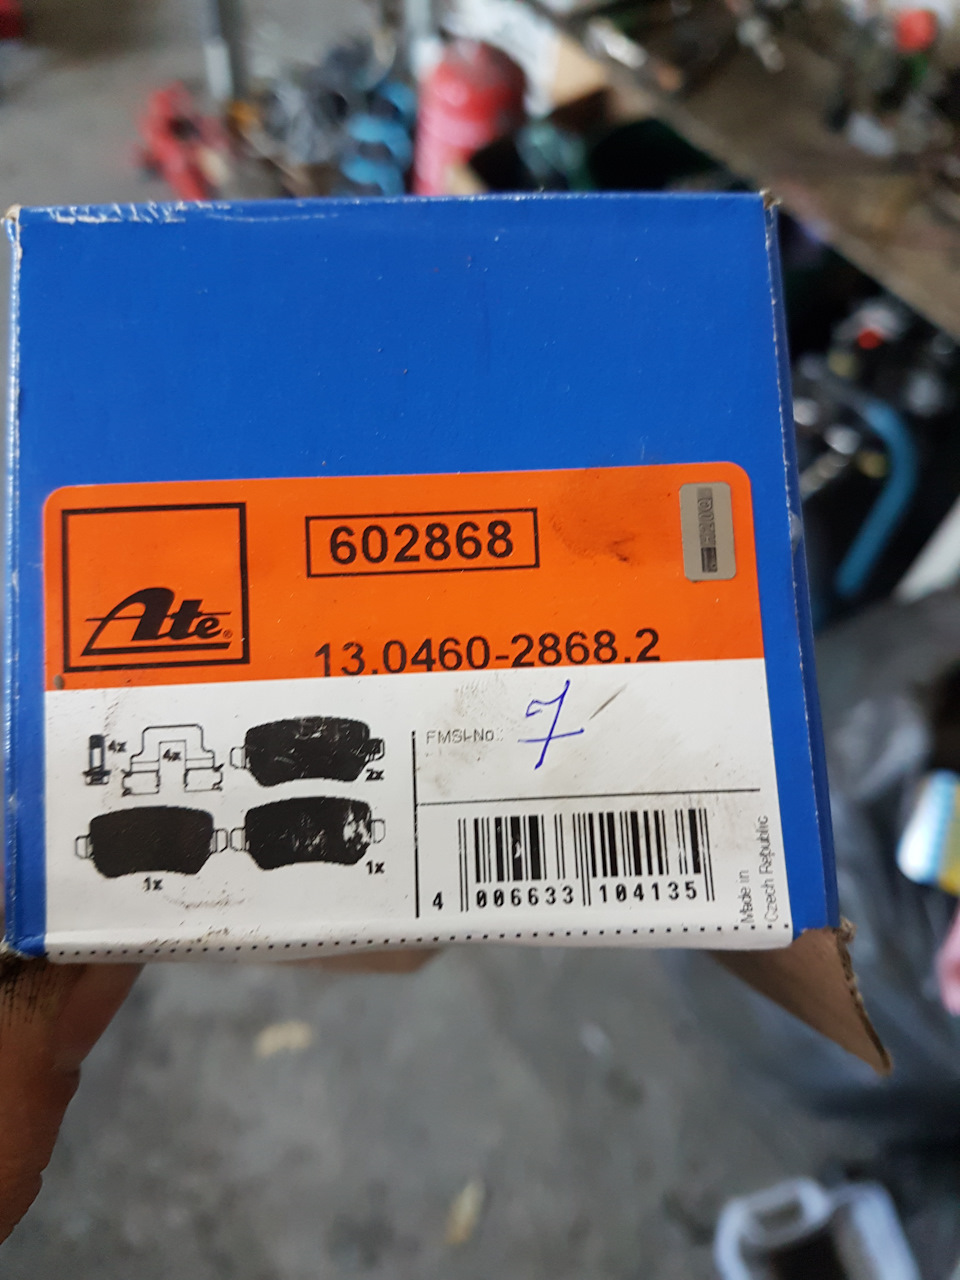 602868
Ate®
13.0460-2868.2
4x
4x
2x
1x
1x
FMSI-No.:
7
4 006633 104135
Made in
Czech Republic